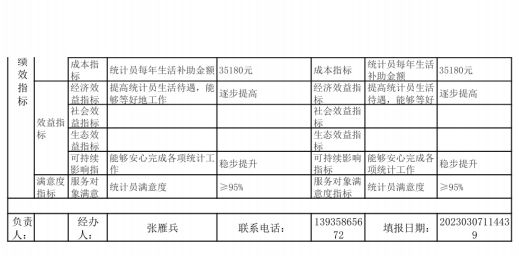 绩效指标 成本指标 统计员每年生活补助金额 35180元 成本指标 统计员每年生活补助金额 35180元
效益指标 经济效益指标 提高统计员生活待遇，能够等好地工作 逐步提高 经济效益指标 提高统计员生活待遇，能够等好 逐步提高
社会效益指标 社会效益指标
生态效益指标 生态效益指标
可持续影响指 能够安心完成各项统计工作 稳步提升 可持续影响指标 能够安心完成各项统计工作 稳步提升
满意度指标 服务对象满意 统计员满意度 ≥95% 服务对象满意度指标 统计员满意度 ≥95%
负责人： 经办人： 张雁兵 联系电话： 13935865672 填报日期： 20230307114439